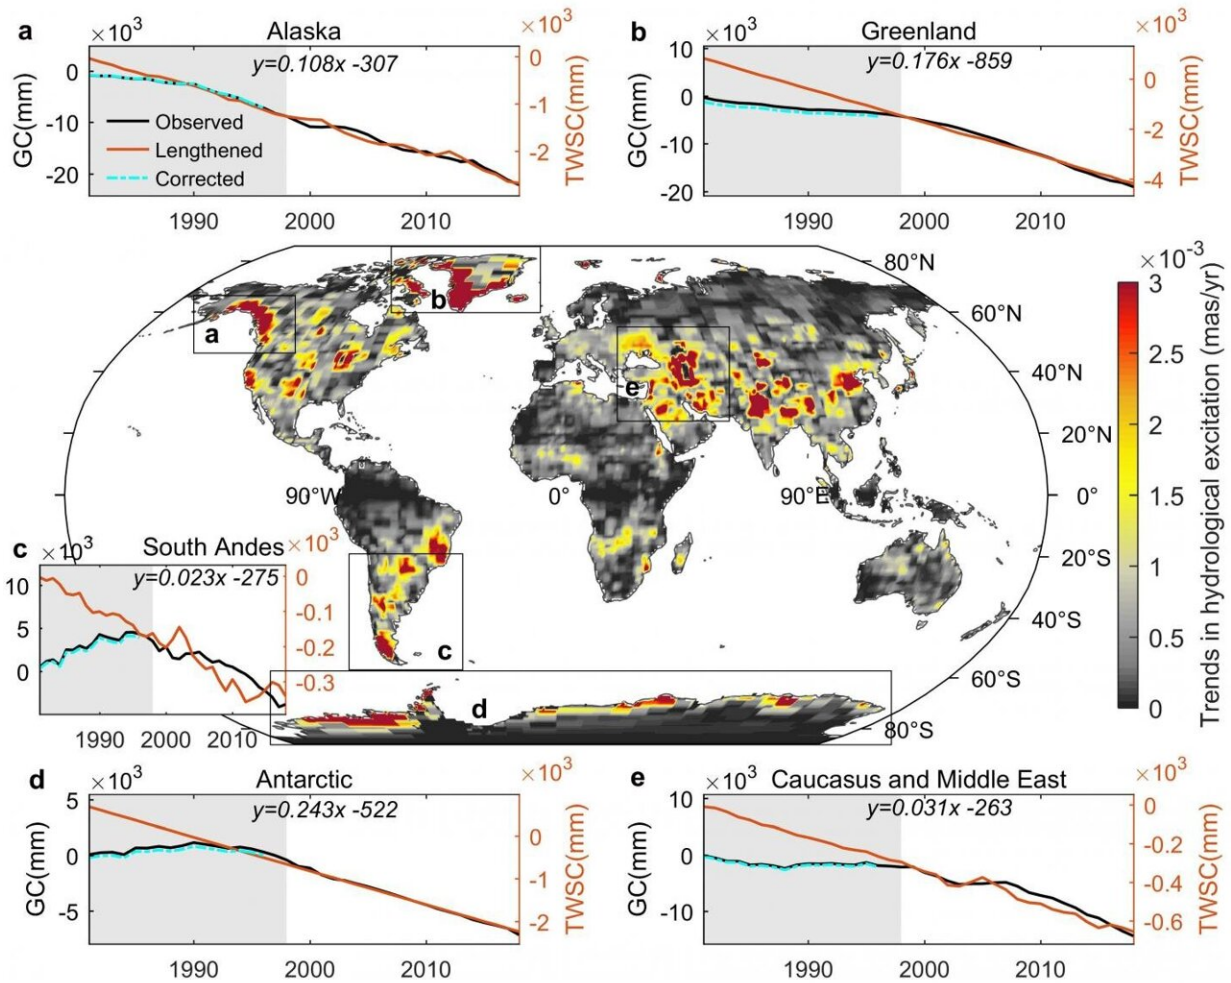 a ×10³ Alaska ×10³
y=0.108x -307
GC(mm)
0
-10
-20
Observed
Lengthened
Corrected
0
-1
-2
TWSC(mm)
1990 2000 2010
b ×10³ Greenland ×10³
y=0.176x -859
GC(mm)
10
0
-10
-20
0
-2
-4
TWSC(mm)
1990 2000 2010
a
b
e
c
d
80°N
60°N
40°N
20°N
90°W 0° 90°E 0°
20°S
40°S
60°S
80°S
×10⁻³
3
2.5
2
1.5
1
0.5
0
Trends in hydrological excitation (mas/yr)
c ×10³ South Andes ×10³
y=0.023x -275
10
5
0
0
-0.1
-0.2
-0.3
1990 2000 2010
d ×10³ Antarctic ×10³
y=0.243x -522
GC(mm)
5
0
-5
0
-1
-2
TWSC(mm)
1990 2000 2010
e ×10³ Caucasus and Middle East ×10³
y=0.031x -263
GC(mm)
10
0
-10
0
-0.2
-0.4
-0.6
TWSC(mm)
1990 2000 2010